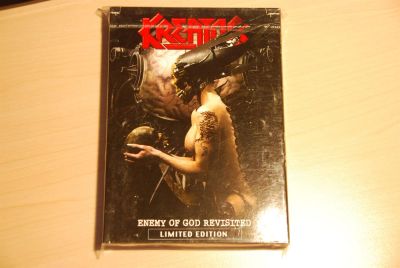 KREATOR
ENEMY OF GOD REVISITED
LIMITED EDITION